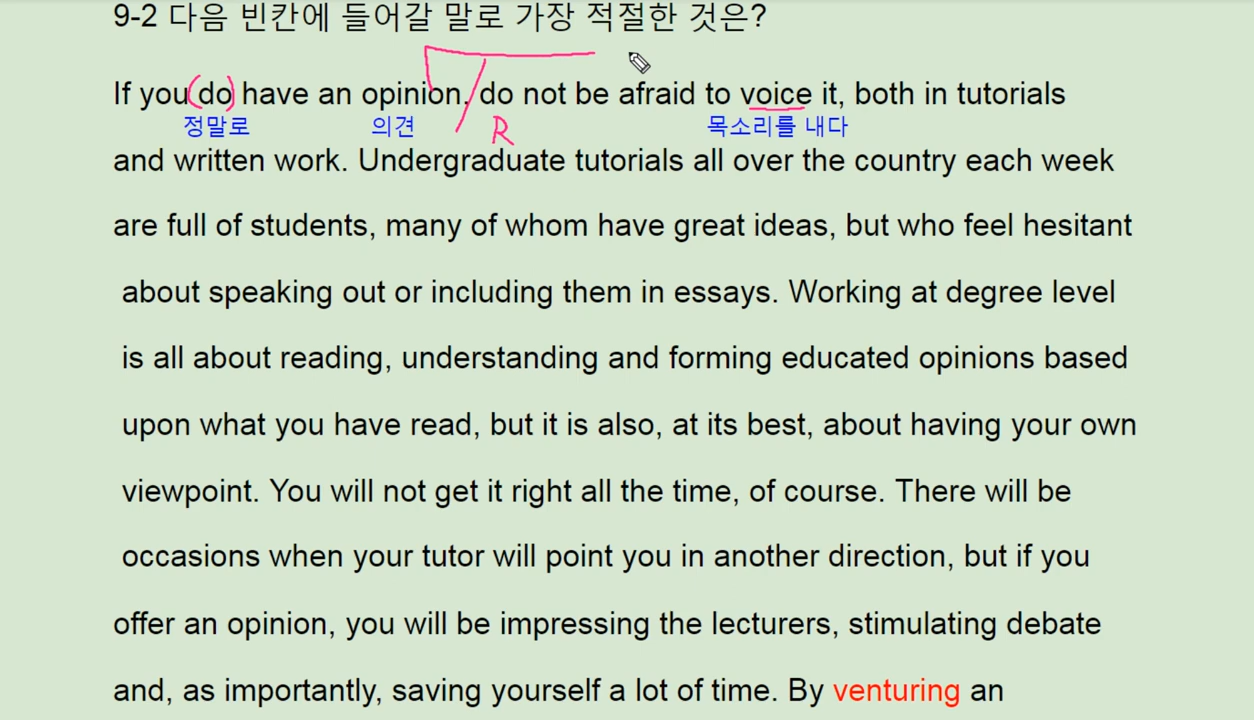 9-2 다음 빈칸에 들어갈 말로 가장 적절한 것은?
If you (do) have an opinion, do not be afraid to voice it, both in tutorials
정말로 의견 R 목소리를 내다
and written work. Undergraduate tutorials all over the country each week
are full of students, many of whom have great ideas, but who feel hesitant
about speaking out or including them in essays. Working at degree level
is all about reading, understanding and forming educated opinions based
upon what you have read, but it is also, at its best, about having your own
viewpoint. You will not get it right all the time, of course. There will be
occasions when your tutor will point you in another direction, but if you
offer an opinion, you will be impressing the lecturers, stimulating debate
and, as importantly, saving yourself a lot of time. By venturing an